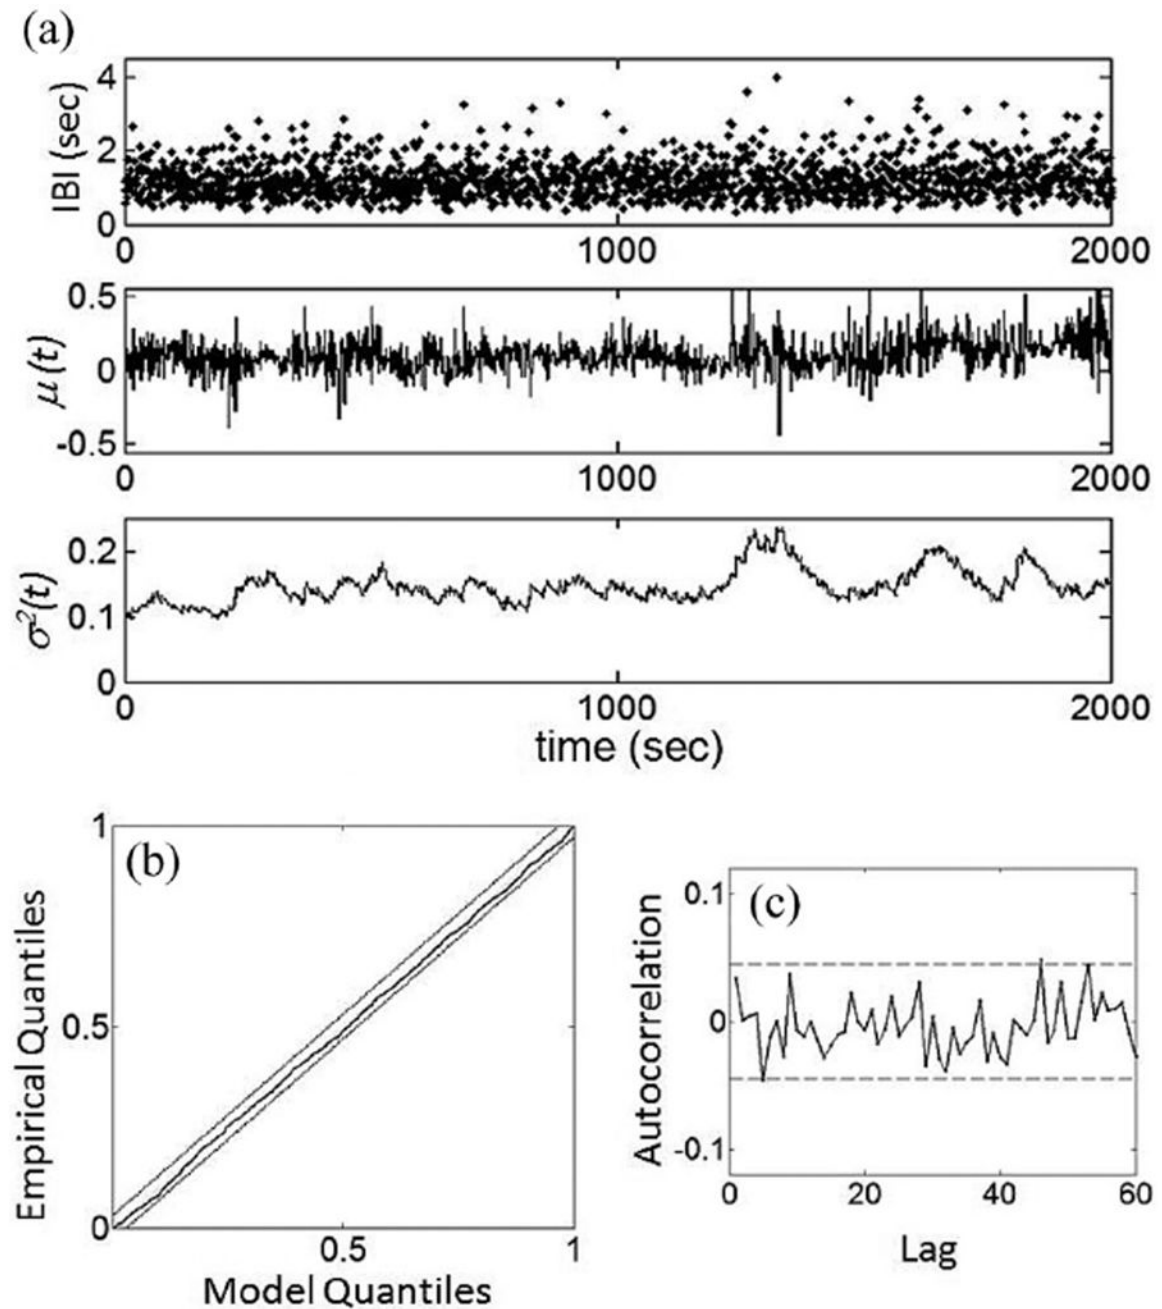 (a)
IBI (sec)
4
2
0
0 1000 2000
μ(t)
0.5
0
-0.5
0 1000 2000
σ²(t)
0.2
0.1
0
0 1000 2000
time (sec)
(b)
Empirical Quantiles
1
0.5
0
0.5 1
Model Quantiles
(c)
Autocorrelation
0.1
0
-0.1
0 20 40 60
Lag